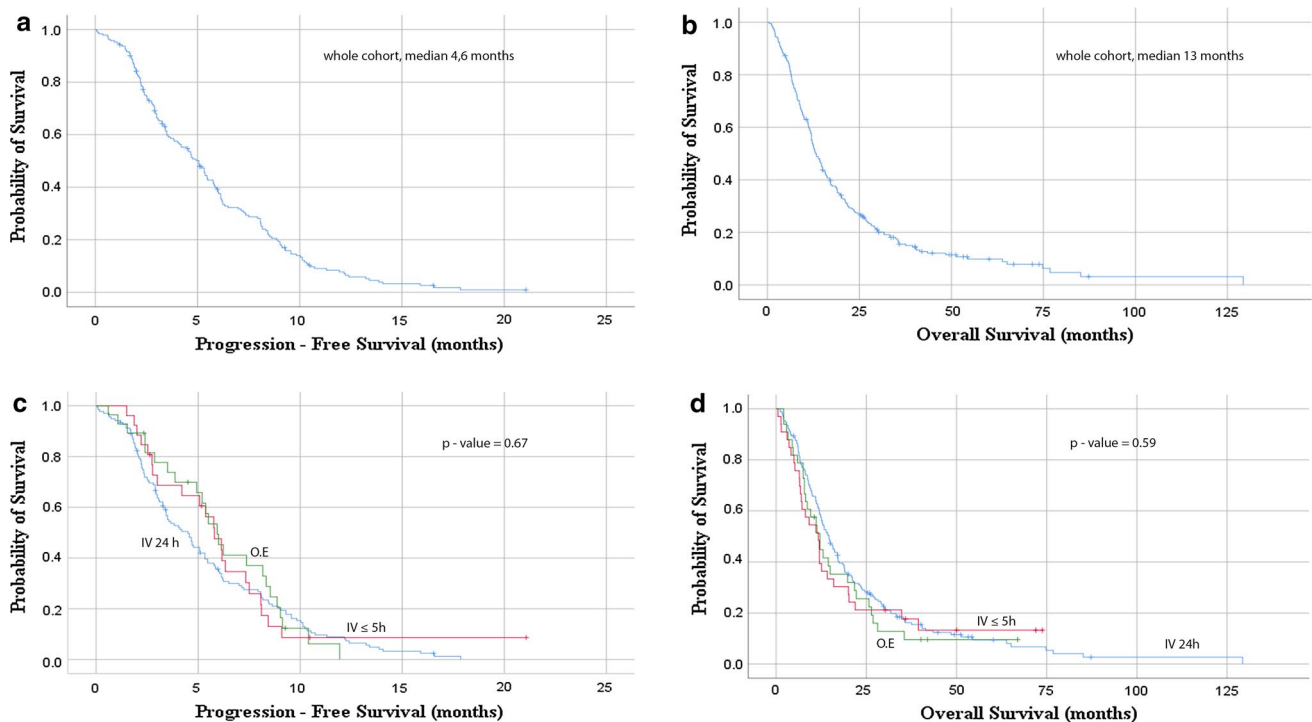 a
1.0
0.8
0.6
0.4
0.2
0.0
Probability of Survival
whole cohort, median 4,6 months
0 5 10 15 20 25
Progression - Free Survival (months)
b
1.0
0.8
0.6
0.4
0.2
0.0
Probability of Survival
whole cohort, median 13 months
0 25 50 75 100 125
Overall Survival (months)
c
1.0
0.8
0.6
0.4
0.2
0.0
Probability of Survival
p - value = 0.67
IV 24 h
O.E
IV ≤ 5h
0 5 10 15 20 25
Progression - Free Survival (months)
d
1.0
0.8
0.6
0.4
0.2
0.0
Probability of Survival
p - value = 0.59
IV ≤ 5h
O.E
IV 24h
0 25 50 75 100 125
Overall Survival (months)